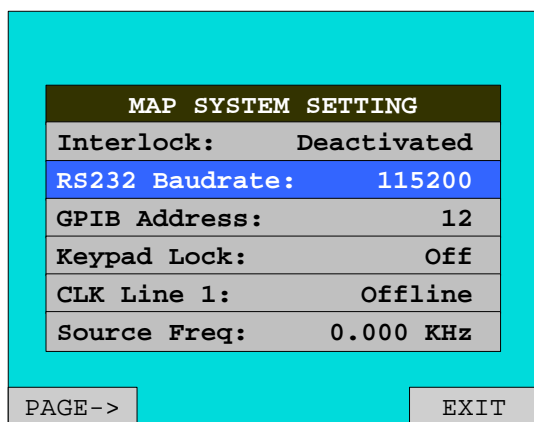 MAP SYSTEM SETTING
Interlock: Deactivated
RS232 Baudrate: 115200
GPIB Address: 12
Keypad Lock: Off
CLK Line 1: Offline
Source Freq: 0.000 KHz
PAGE-> EXIT